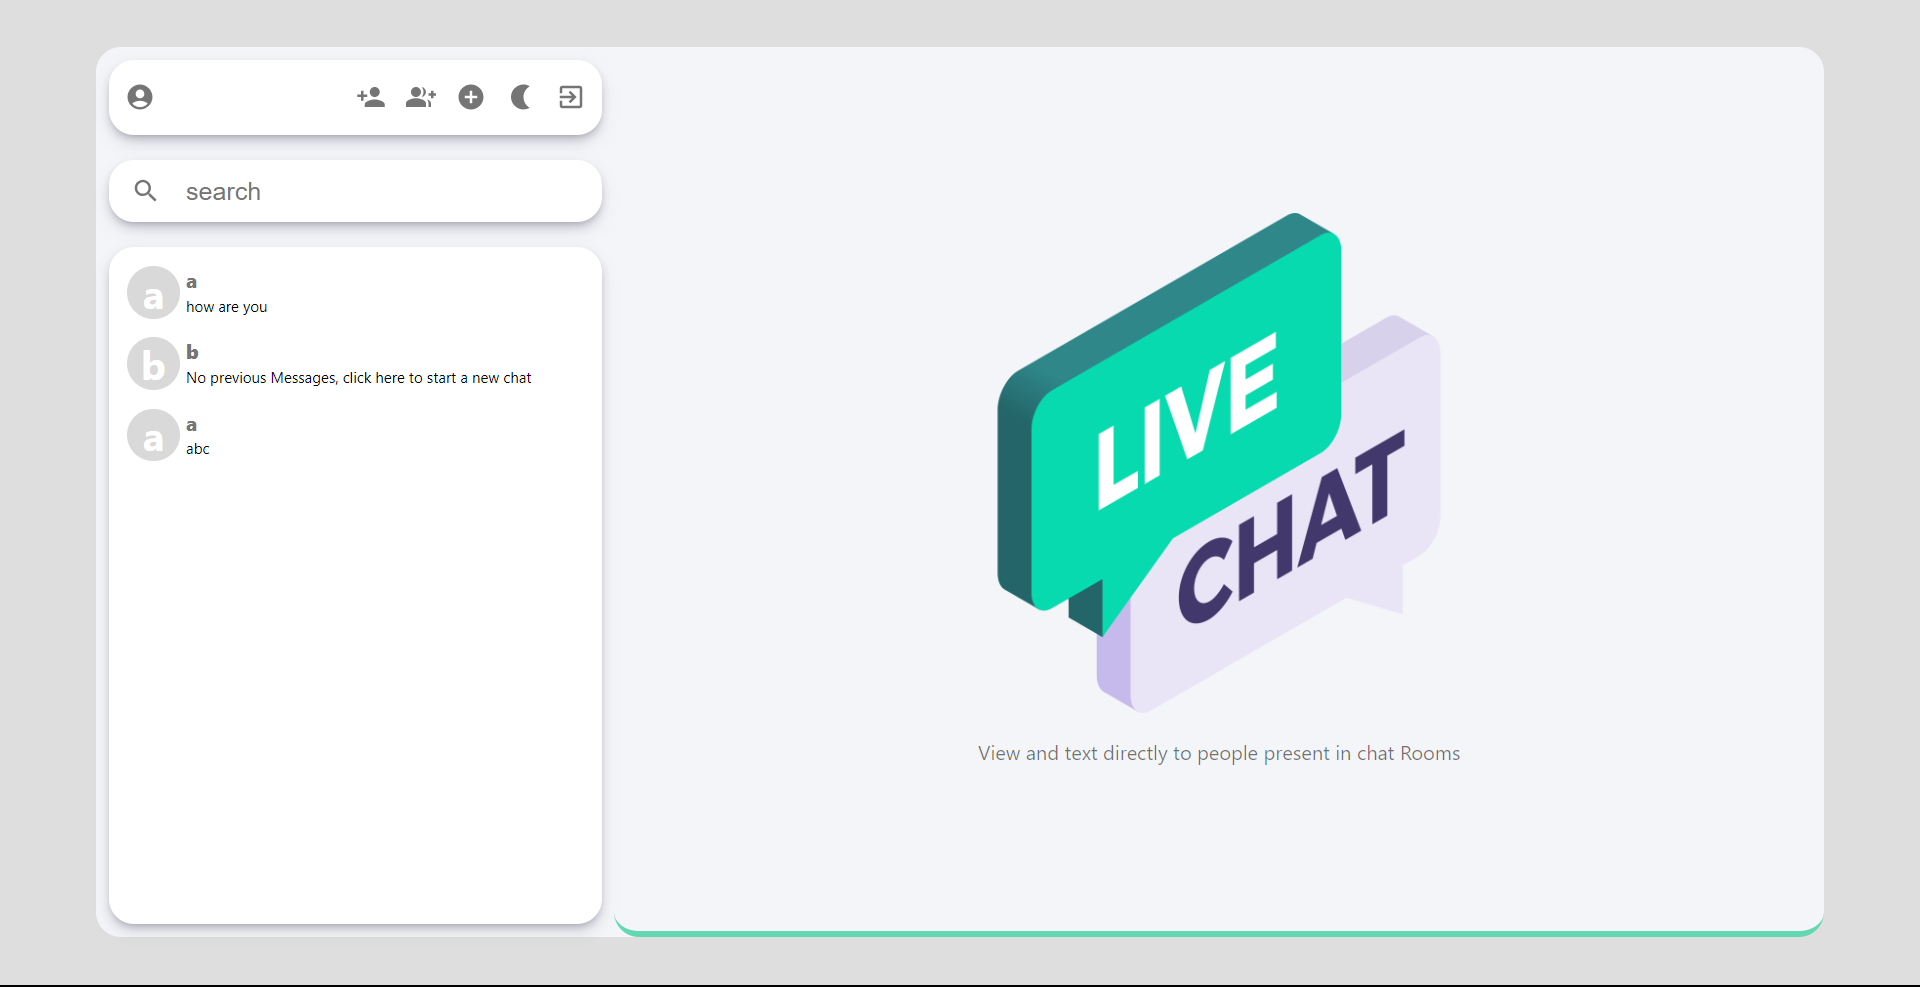 search
a
a
how are you
b
b
No previous Messages, click here to start a new chat
a
a
abc
LIVE
CHAT
View and text directly to people present in chat Rooms